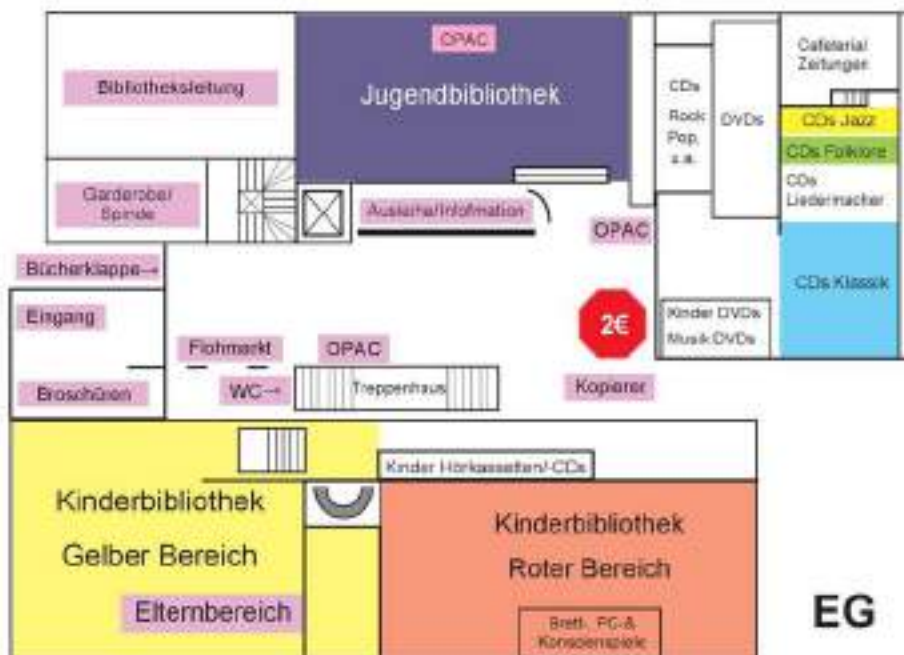 OPAC
Bibliotheksleitung
Jugendbibliothek
CDs
Rock
Pop,
u.a.
DVDs
Cafeteria/
Zeitungen
CDs Jazz
CDs Folklore
CDs
Liedermacher
CDs Klassik
Garderobe/
Spinde
Ausleihe/Infofmation
OPAC
Bücherklappe→
Eingang
2€
Kinder DVDs
Musik DVDs
Flohmarkt
OPAC
Broschüren
WC→
Treppenhaus
Kopierer
Kinder Hörkassetten/-CDs
Kinderbibliothek
Gelber Bereich
Elternbereich
Kinderbibliothek
Roter Bereich
Brett-, PC-&
Konsolenspiele
EG